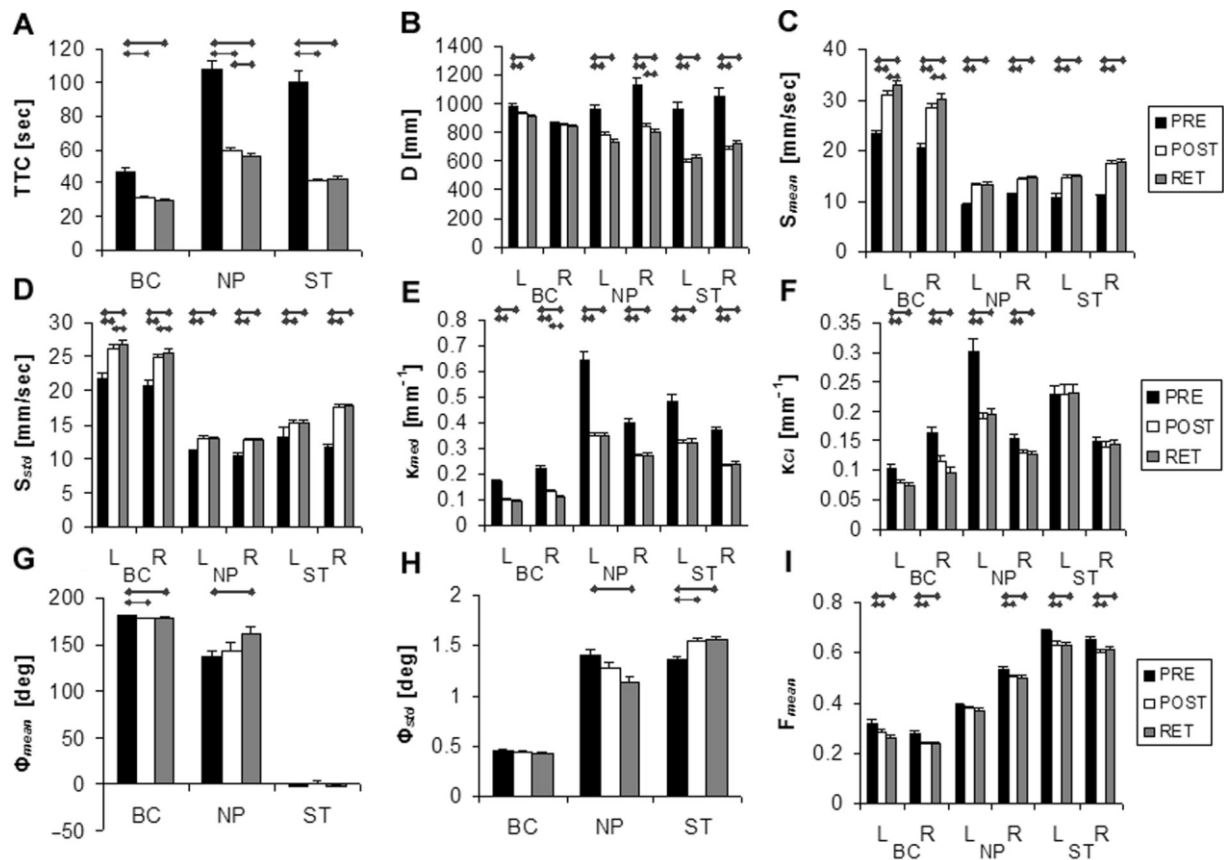 A
TTC [sec]
120
100
80
60
40
20
0
BC NP ST
B
D [mm]
1400
1200
1000
800
600
400
200
0
L R L R L R
BC NP ST
C
Smean [mm/sec]
40
30
20
10
0
L R L R L R
BC NP ST
PRE
POST
RET
D
Sstd [mm/sec]
30
25
20
15
10
5
0
L R L R L R
BC NP ST
E
κmed [mm⁻¹]
0.8
0.7
0.6
0.5
0.4
0.3
0.2
0.1
0
L R L R L R
BC NP ST
F
κCI [mm⁻¹]
0.35
0.3
0.25
0.2
0.15
0.1
0.05
0
L R L R L R
BC NP ST
PRE
POST
RET
G
Φmean [deg]
200
150
100
50
0
−50
BC NP ST
H
Φstd [deg]
2
1.5
1
0.5
0
BC NP ST
I
Fmean
0.8
0.6
0.4
0.2
0
L R L R L R
BC NP ST
PRE
POST
RET